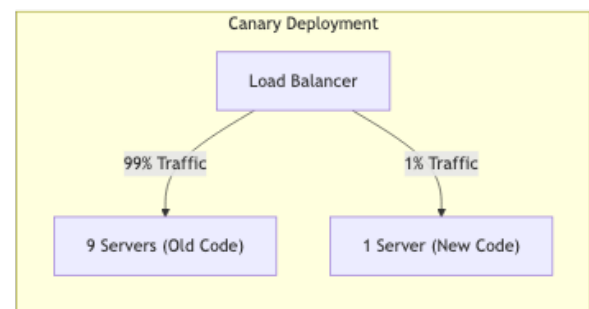 Canary Deployment
Load Balancer
99% Traffic
1% Traffic
9 Servers (Old Code)
1 Server (New Code)